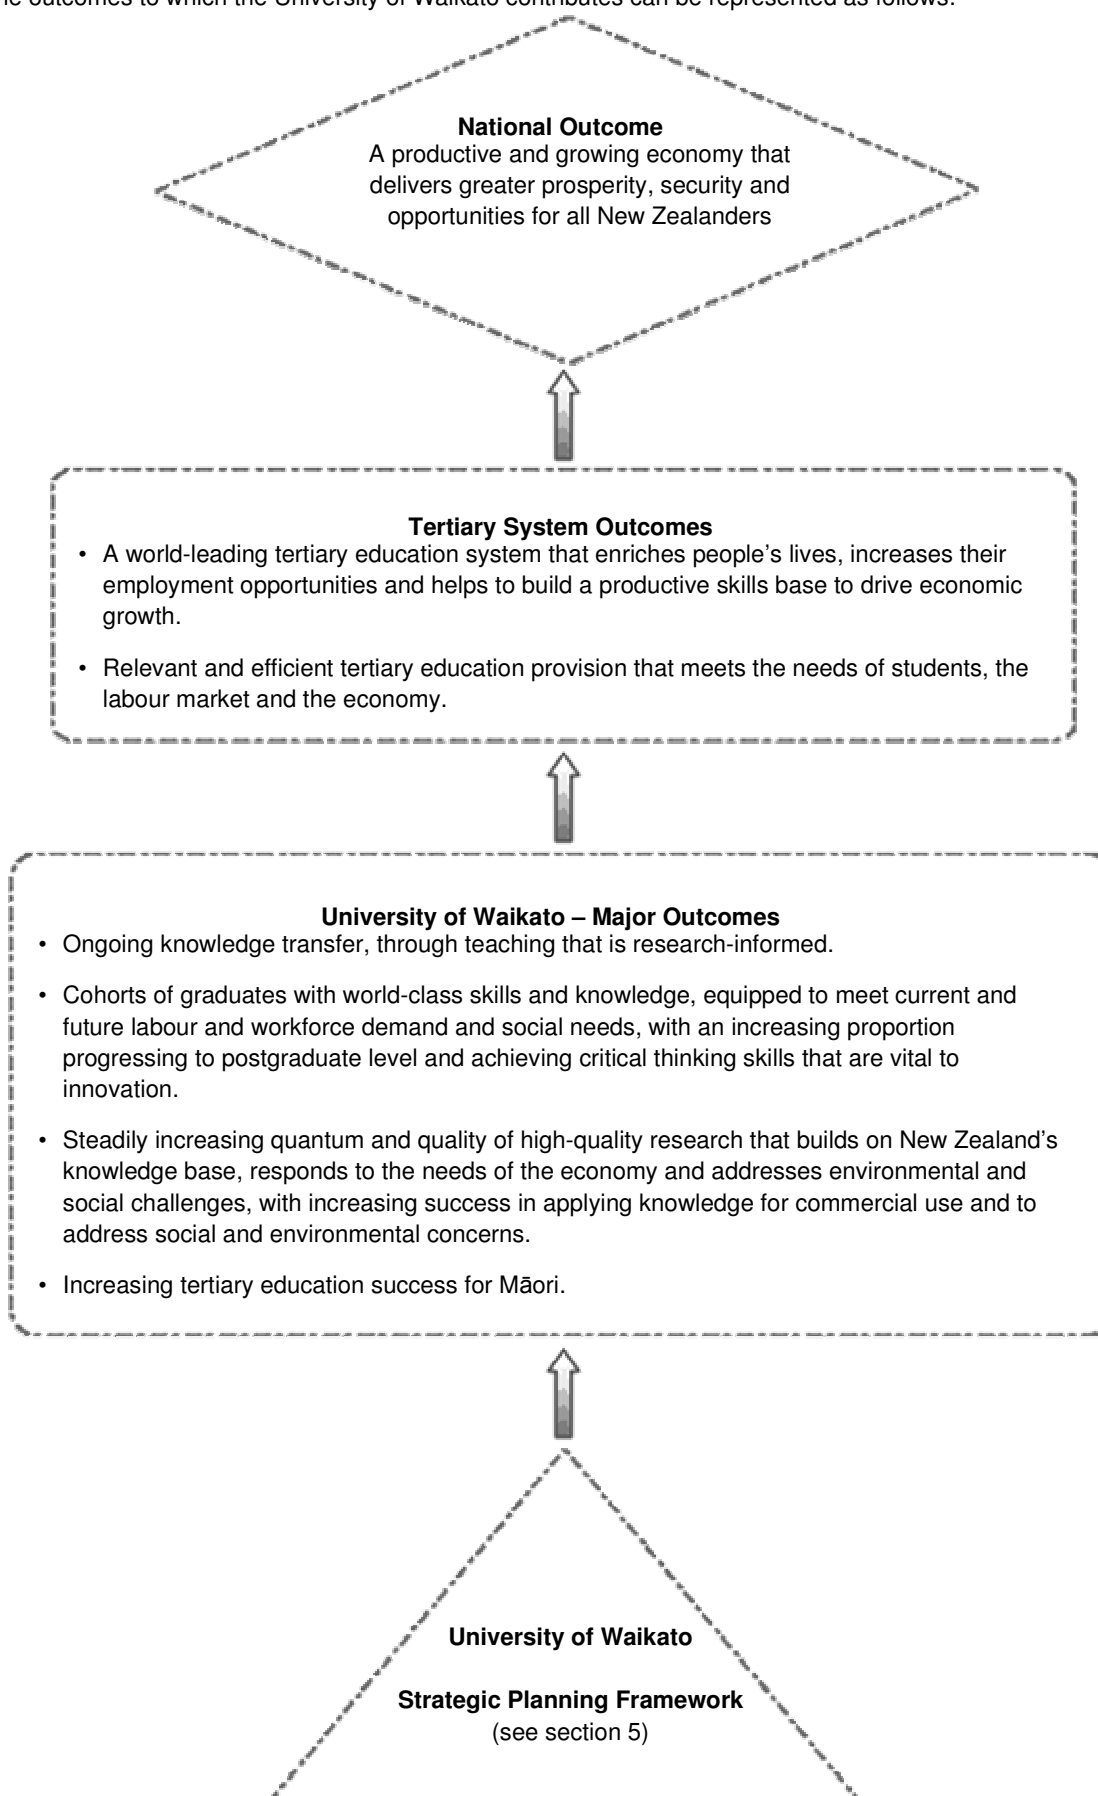 outcomes to which the University of Waikato contributes can be represented as follows:
National Outcome
A productive and growing economy that
delivers greater prosperity, security and
opportunities for all New Zealanders
Tertiary System Outcomes
• A world-leading tertiary education system that enriches people’s lives, increases their
employment opportunities and helps to build a productive skills base to drive economic
growth.
• Relevant and efficient tertiary education provision that meets the needs of students, the
labour market and the economy.
University of Waikato – Major Outcomes
• Ongoing knowledge transfer, through teaching that is research-informed.
• Cohorts of graduates with world-class skills and knowledge, equipped to meet current and
future labour and workforce demand and social needs, with an increasing proportion
progressing to postgraduate level and achieving critical thinking skills that are vital to
innovation.
• Steadily increasing quantum and quality of high-quality research that builds on New Zealand’s
knowledge base, responds to the needs of the economy and addresses environmental and
social challenges, with increasing success in applying knowledge for commercial use and to
address social and environmental concerns.
• Increasing tertiary education success for Māori.
University of Waikato
Strategic Planning Framework
(see section 5)